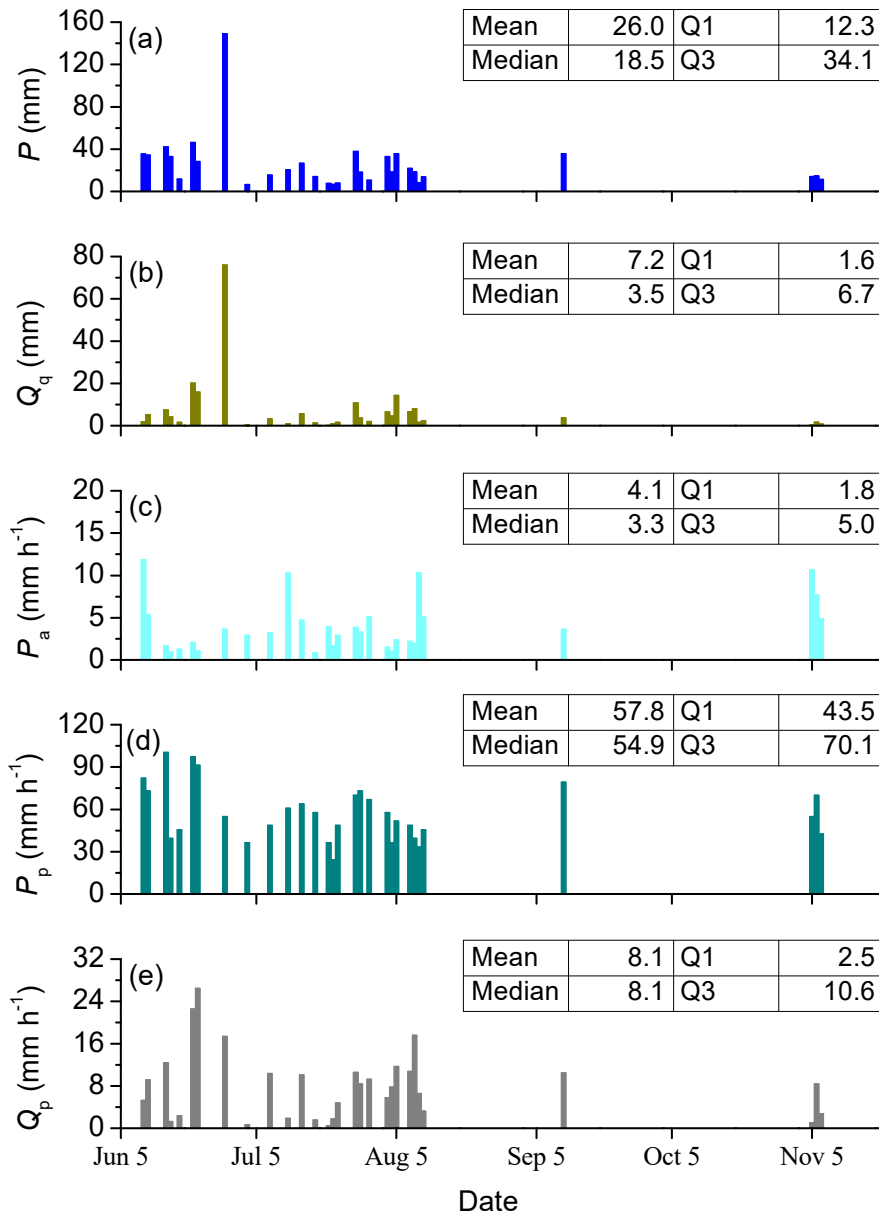 (a)
Mean 26.0 Q1 12.3
Median 18.5 Q3 34.1
160
120
80
40
0
P (mm)
(b)
Mean 7.2 Q1 1.6
Median 3.5 Q3 6.7
80
60
40
20
0
Qq (mm)
(c)
Mean 4.1 Q1 1.8
Median 3.3 Q3 5.0
20
15
10
5
0
Pa (mm h⁻¹)
(d)
Mean 57.8 Q1 43.5
Median 54.9 Q3 70.1
120
90
60
30
0
Pp (mm h⁻¹)
(e)
Mean 8.1 Q1 2.5
Median 8.1 Q3 10.6
32
24
16
8
0
Qp (mm h⁻¹)
Jun 5 Jul 5 Aug 5 Sep 5 Oct 5 Nov 5
Date